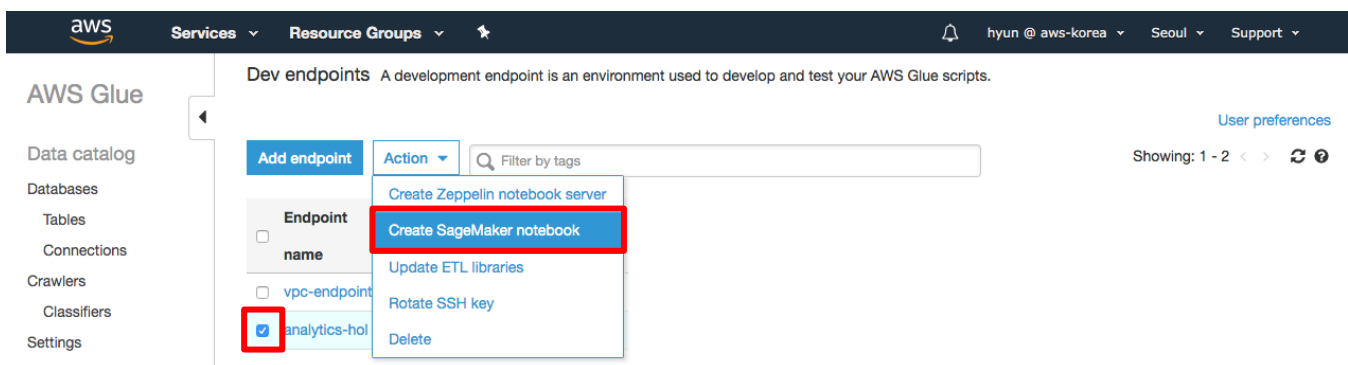 aws
Services
Resource Groups
hyun @ aws-korea
Seoul
Support
AWS Glue
Dev endpoints A development endpoint is an environment used to develop and test your AWS Glue scripts.
User preferences
Data catalog
Add endpoint
Action
Filter by tags
Showing: 1 - 2 < >
Databases
Tables
Connections
Crawlers
Classifiers
Settings
Create Zeppelin notebook server
Create SageMaker notebook
Update ETL libraries
Rotate SSH key
Delete
Endpoint
name
vpc-endpoint
analytics-hol